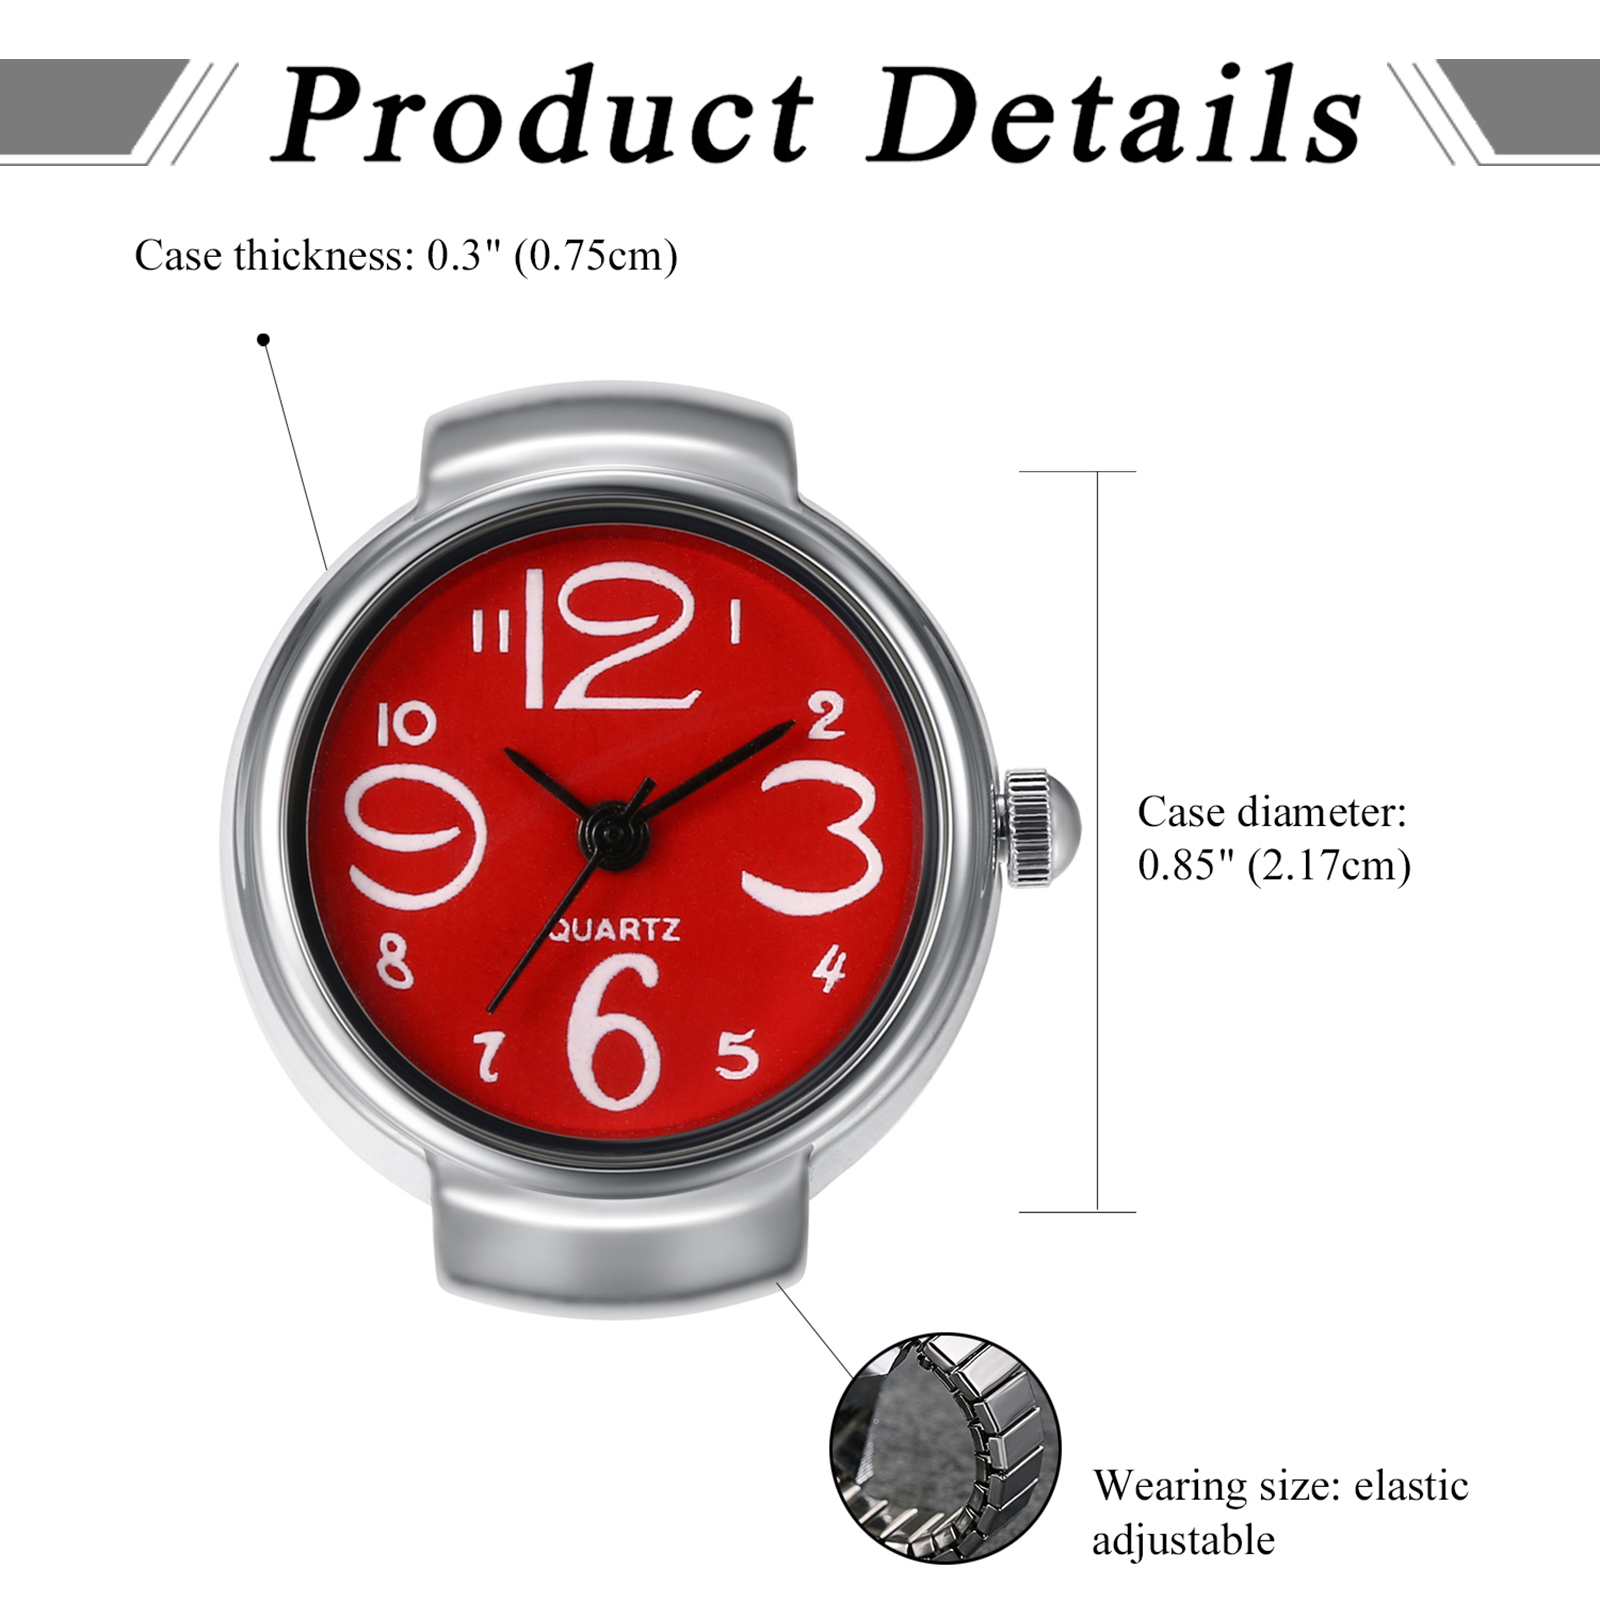 Product Details
Case thickness: 0.3" (0.75cm)
12
11
1
10
2
9
3
QUARTZ
8
4
7
6
5
Case diameter:
0.85" (2.17cm)
Wearing size: elastic
adjustable